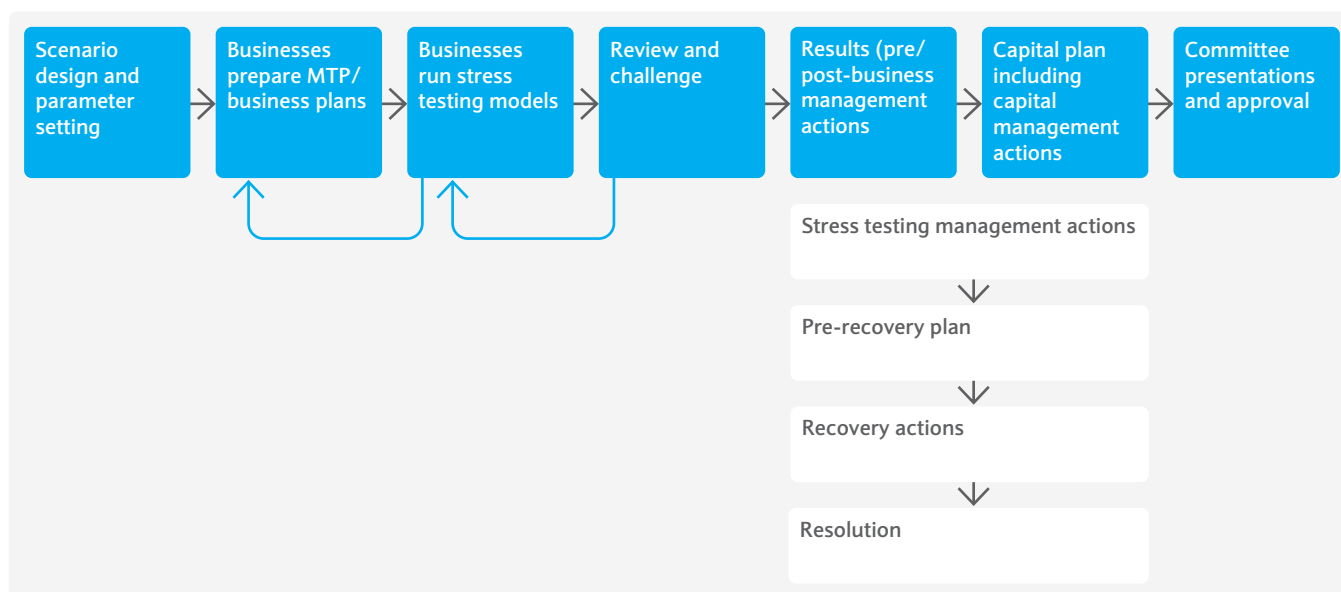 Scenario
design and
parameter
setting
Businesses
prepare MTP/
business plans
Businesses
run stress
testing models
Review and
challenge
Results (pre/
post-business
management
actions
Capital plan
including
capital
management
actions
Committee
presentations
and approval
Stress testing management actions
Pre-recovery plan
Recovery actions
Resolution